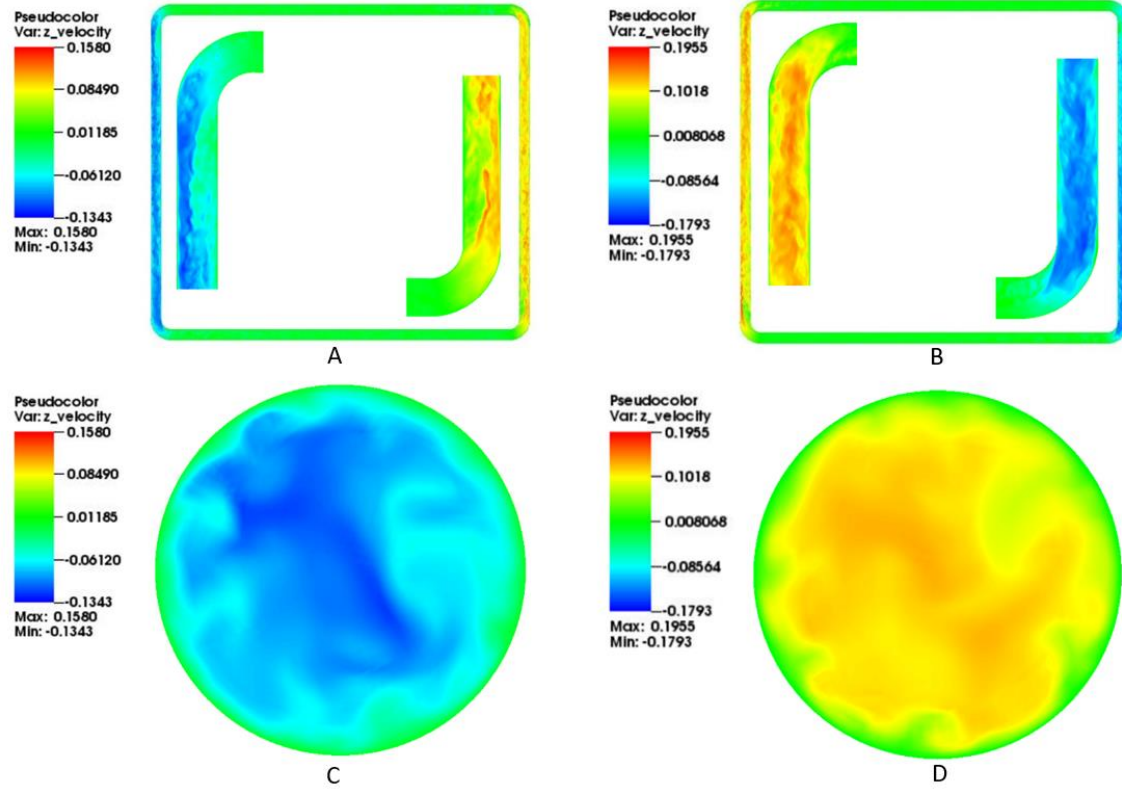 Pseudocolor
Var: z_velocity
0.1580
0.08490
0.01185
-0.06120
-0.1343
Max: 0.1580
Min: -0.1343
A
Pseudocolor
Var: z_velocity
0.1955
0.1018
0.008068
-0.08564
-0.1793
Max: 0.1955
Min: -0.1793
B
Pseudocolor
Var: z_velocity
0.1580
0.08490
0.01185
-0.06120
-0.1343
Max: 0.1580
Min: -0.1343
C
Pseudocolor
Var: z_velocity
0.1955
0.1018
0.008068
-0.08564
-0.1793
Max: 0.1955
Min: -0.1793
D